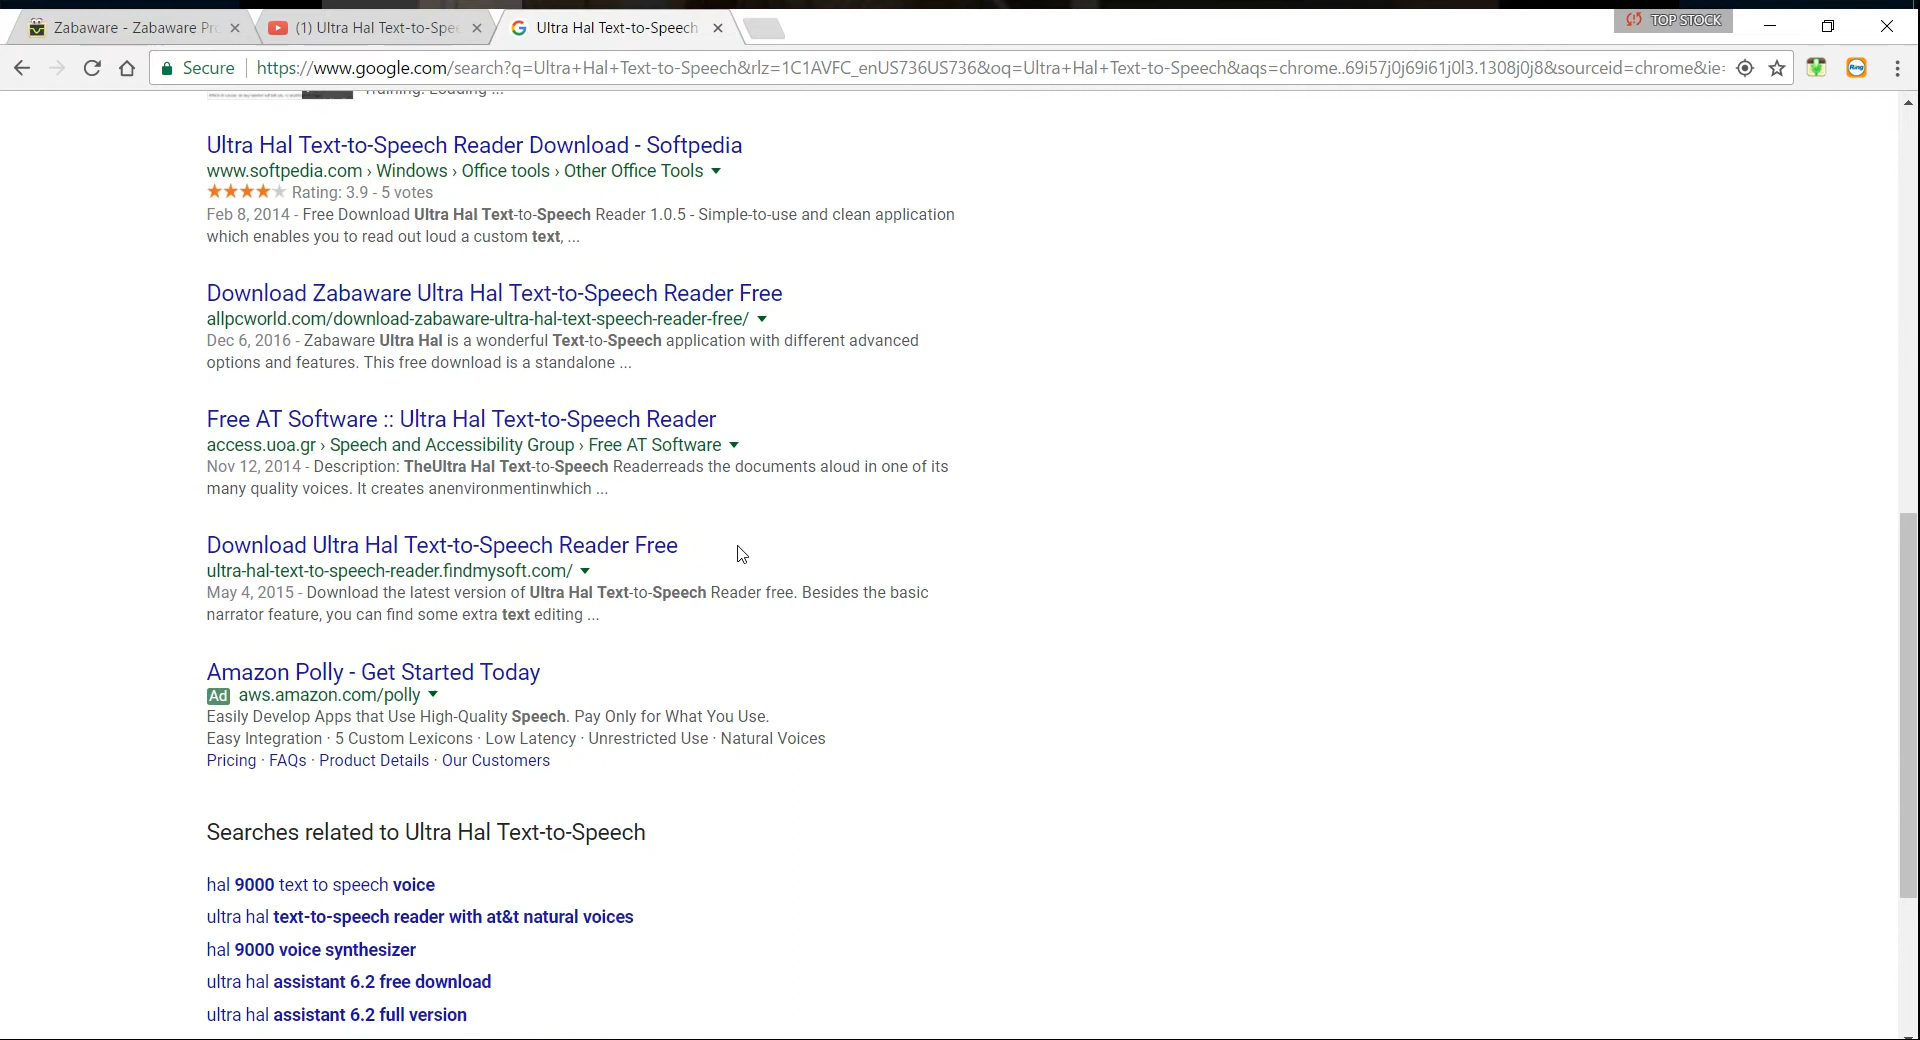 Zabaware - Zabaware Pr
(1) Ultra Hal Text-to-Spe
Ultra Hal Text-to-Speech
TOP STOCK
Secure
https://www.google.com/search?q=Ultra+Hal+Text-to-Speech&rlz=1C1AVFC_enUS736US736&oq=Ultra+Hal+Text-to-Speech&aqs=chrome..69i57j0j69i61j0l3.1308j0j8&sourceid=chrome&ie=
Ring
Training. Loading ...
Ultra Hal Text-to-Speech Reader Download - Softpedia
www.softpedia.com › Windows › Office tools › Other Office Tools
Rating: 3.9 - 5 votes
Feb 8, 2014 - Free Download Ultra Hal Text-to-Speech Reader 1.0.5 - Simple-to-use and clean application
which enables you to read out loud a custom text, ...
Download Zabaware Ultra Hal Text-to-Speech Reader Free
allpcworld.com/download-zabaware-ultra-hal-text-speech-reader-free/
Dec 6, 2016 - Zabaware Ultra Hal is a wonderful Text-to-Speech application with different advanced
options and features. This free download is a standalone ...
Free AT Software :: Ultra Hal Text-to-Speech Reader
access.uoa.gr › Speech and Accessibility Group › Free AT Software
Nov 12, 2014 - Description: TheUltra Hal Text-to-Speech Readerreads the documents aloud in one of its
many quality voices. It creates anenvironmentinwhich ...
Download Ultra Hal Text-to-Speech Reader Free
ultra-hal-text-to-speech-reader.findmysoft.com/
May 4, 2015 - Download the latest version of Ultra Hal Text-to-Speech Reader free. Besides the basic
narrator feature, you can find some extra text editing ...
Amazon Polly - Get Started Today
Ad aws.amazon.com/polly
Easily Develop Apps that Use High-Quality Speech. Pay Only for What You Use.
Easy Integration · 5 Custom Lexicons · Low Latency · Unrestricted Use · Natural Voices
Pricing · FAQs · Product Details · Our Customers
Searches related to Ultra Hal Text-to-Speech
hal 9000 text to speech voice
ultra hal text-to-speech reader with at&t natural voices
hal 9000 voice synthesizer
ultra hal assistant 6.2 free download
ultra hal assistant 6.2 full version